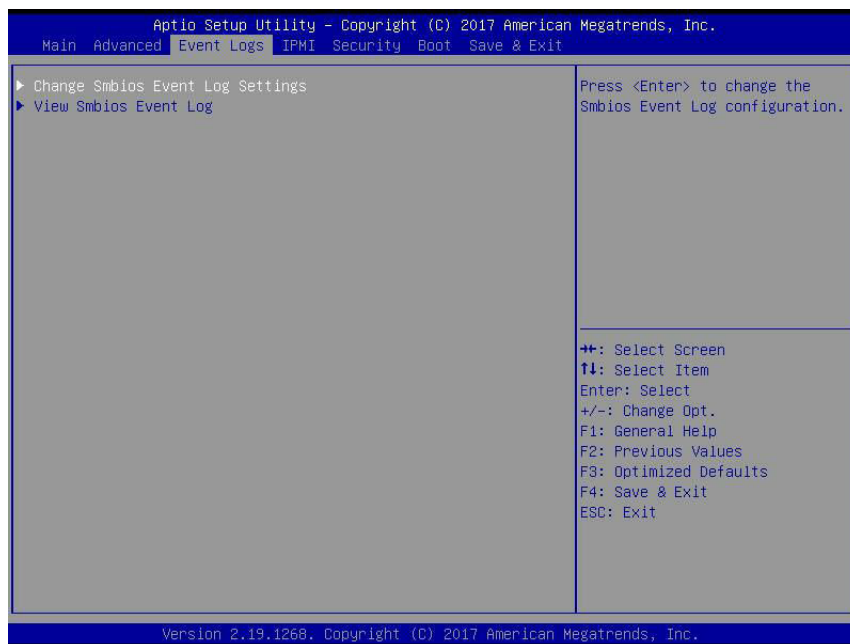 Aptio Setup Utility – Copyright (C) 2017 American Megatrends, Inc.
Main Advanced Event Logs IPMI Security Boot Save & Exit
Change Smbios Event Log Settings
View Smbios Event Log
Press <Enter> to change the
Smbios Event Log configuration.
→←: Select Screen
↑↓: Select Item
Enter: Select
+/-: Change Opt.
F1: General Help
F2: Previous Values
F3: Optimized Defaults
F4: Save & Exit
ESC: Exit
Version 2.19.1268. Copyright (C) 2017 American Megatrends, Inc.